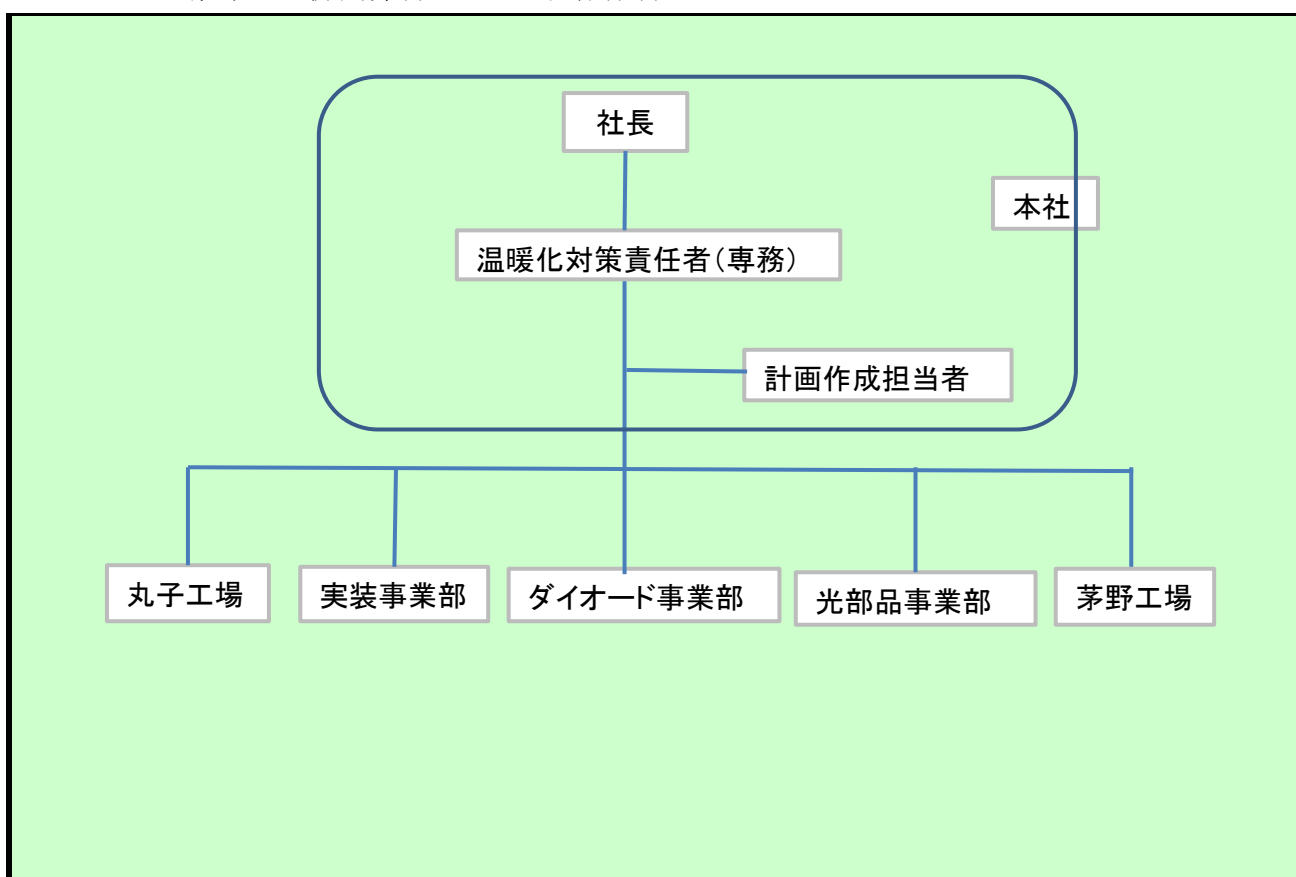 社長
本社
温暖化対策責任者（専務）
計画作成担当者
丸子工場
実装事業部
ダイオード事業部
光部品事業部
茅野工場